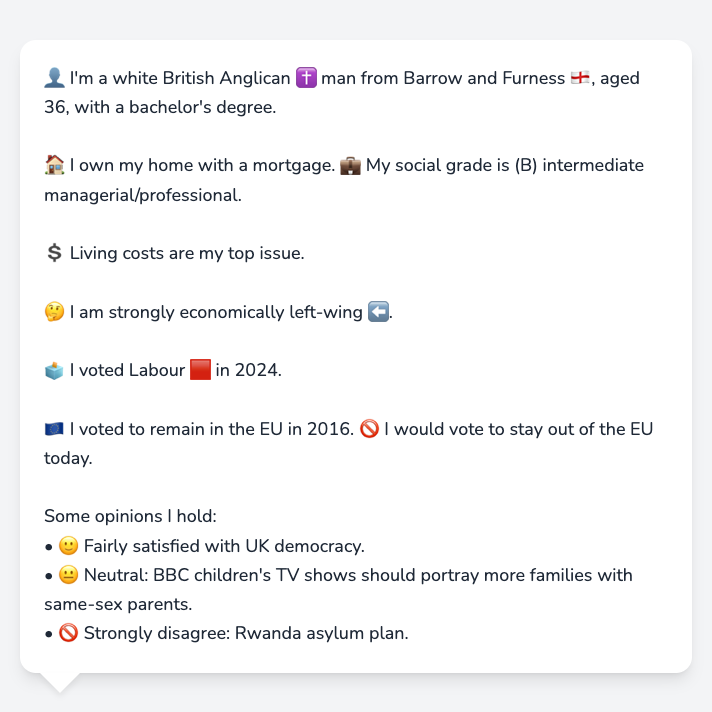 👤 I'm a white British Anglican ✝️ man from Barrow and Furness 🏴󠁧󠁢󠁥󠁮󠁧󠁿, aged
36, with a bachelor's degree.
🏠 I own my home with a mortgage. 💼 My social grade is (B) intermediate
managerial/professional.
💲 Living costs are my top issue.
🤔 I am strongly economically left-wing ⬅️.
🗳️ I voted Labour 🟥 in 2024.
🇪🇺 I voted to remain in the EU in 2016. 🚫 I would vote to stay out of the EU
today.
Some opinions I hold:
• 🙂 Fairly satisfied with UK democracy.
• 😐 Neutral: BBC children's TV shows should portray more families with
same-sex parents.
• 🚫 Strongly disagree: Rwanda asylum plan.